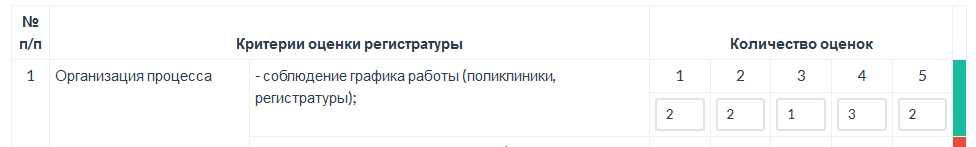 №
п/п
Критерии оценки регистратуры
Количество оценок
1
Организация процесса
- соблюдение графика работы (поликлиники,
регистратуры);
1 2 3 4 5
2 2 1 3 2